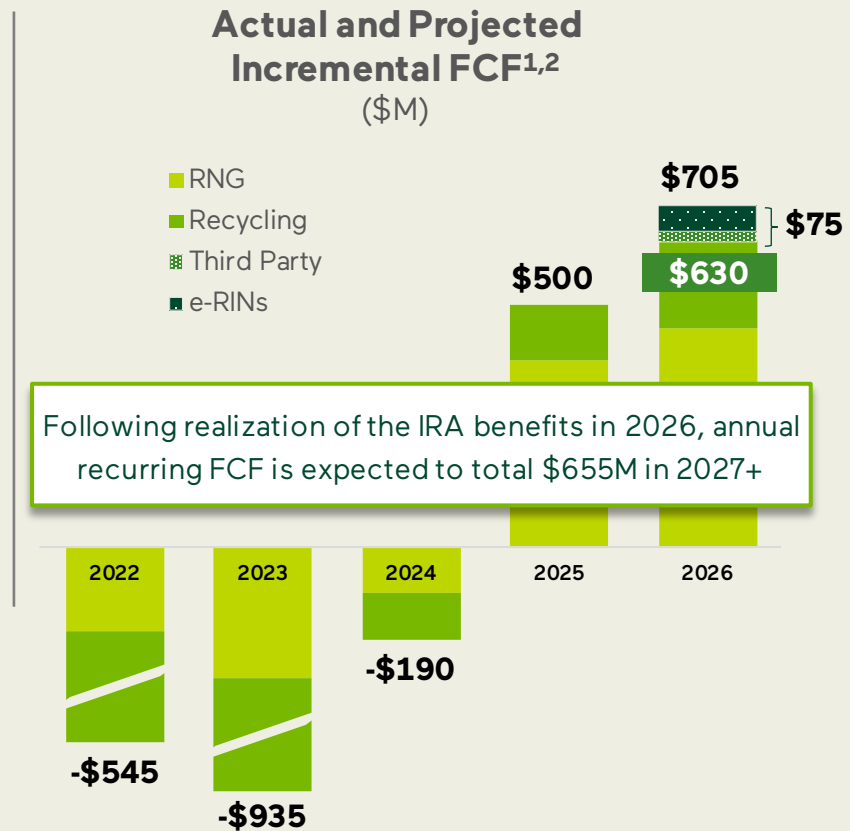 Actual and Projected
Incremental FCF1,2
($M)
RNG
Recycling
Third Party
e-RINs
$705
$75
$630
$500
Following realization of the IRA benefits in 2026, annual
recurring FCF is expected to total $655M in 2027+
2022
2023
2024
2025
2026
-$190
-$545
-$935